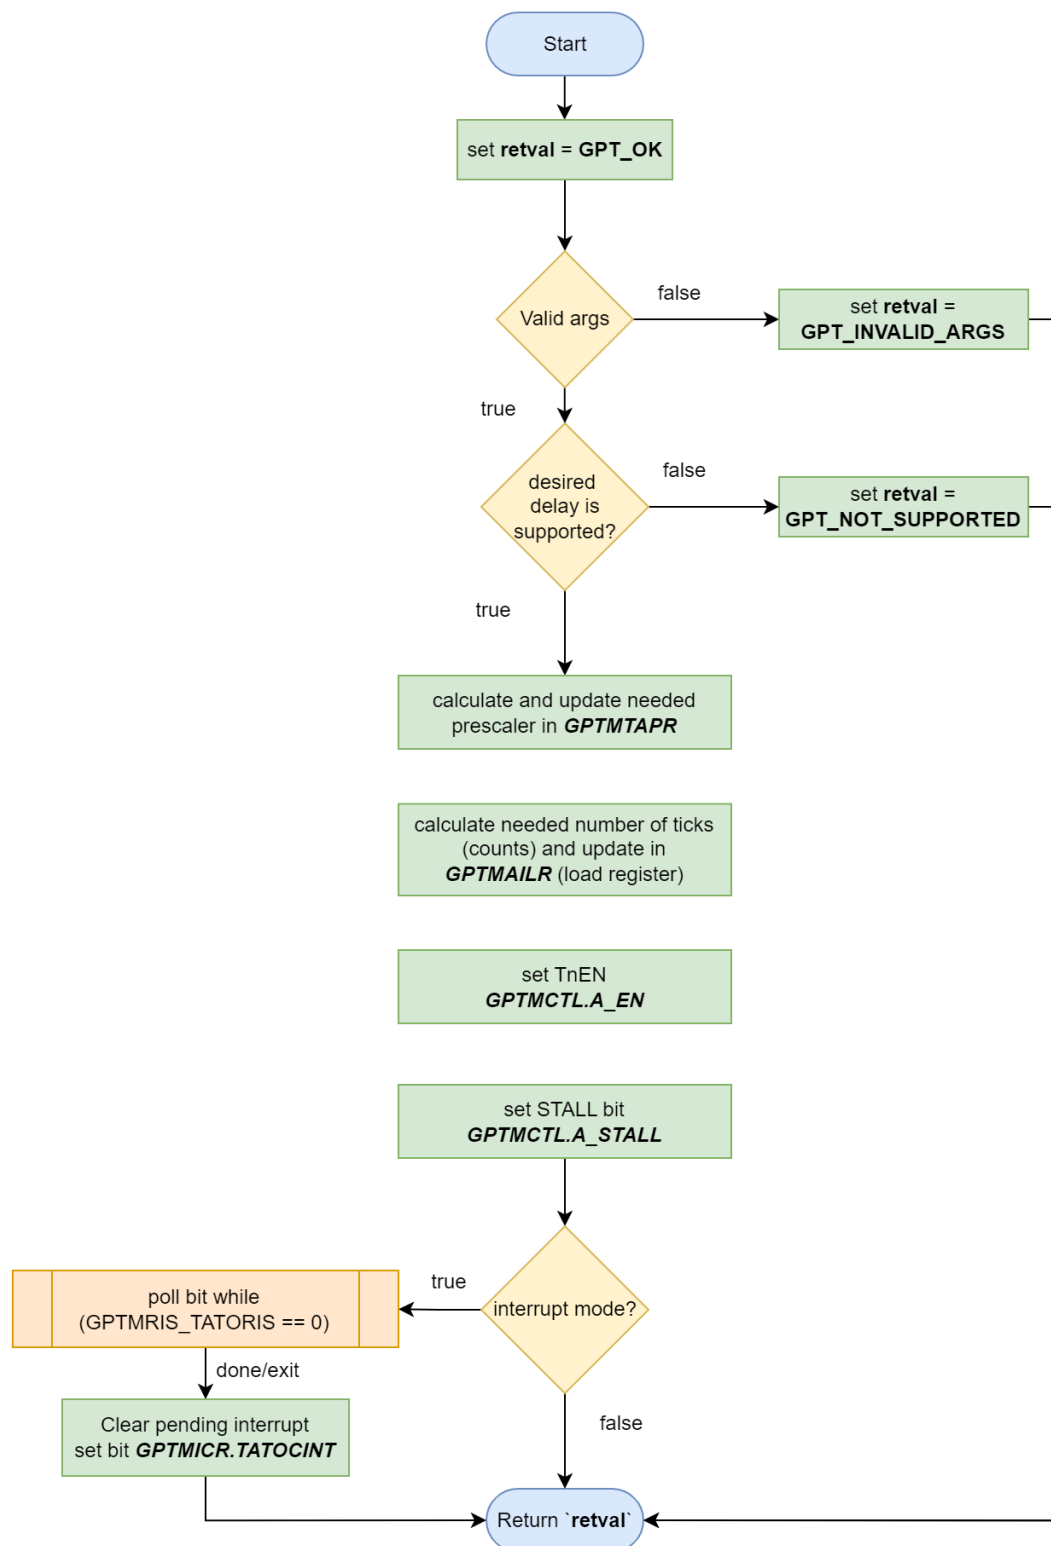 Start
set retval = GPT_OK
Valid args
false
set retval =
GPT_INVALID_ARGS
true
desired
delay is
supported?
false
set retval =
GPT_NOT_SUPPORTED
true
calculate and update needed
prescaler in GPTMTAPR
calculate needed number of ticks
(counts) and update in
GPTMAILR (load register)
set TnEN
GPTMCTL.A_EN
set STALL bit
GPTMCTL.A_STALL
interrupt mode?
true
poll bit while
(GPTMRIS_TATORIS == 0)
done/exit
Clear pending interrupt
set bit GPTMICR.TATOCINT
false
Return `retval`